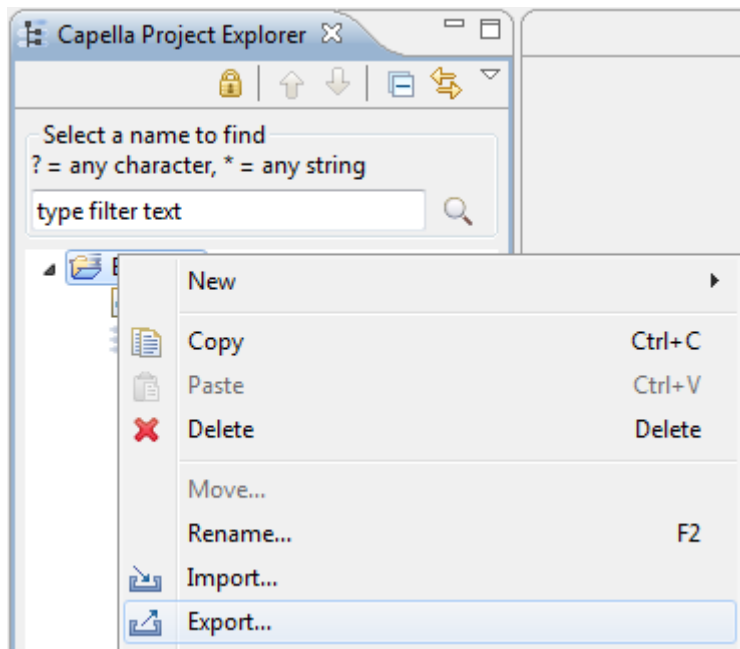 Capella Project Explorer
Select a name to find
? = any character, * = any string
type filter text
New
Copy Ctrl+C
Paste Ctrl+V
Delete Delete
Move...
Rename... F2
Import...
Export...